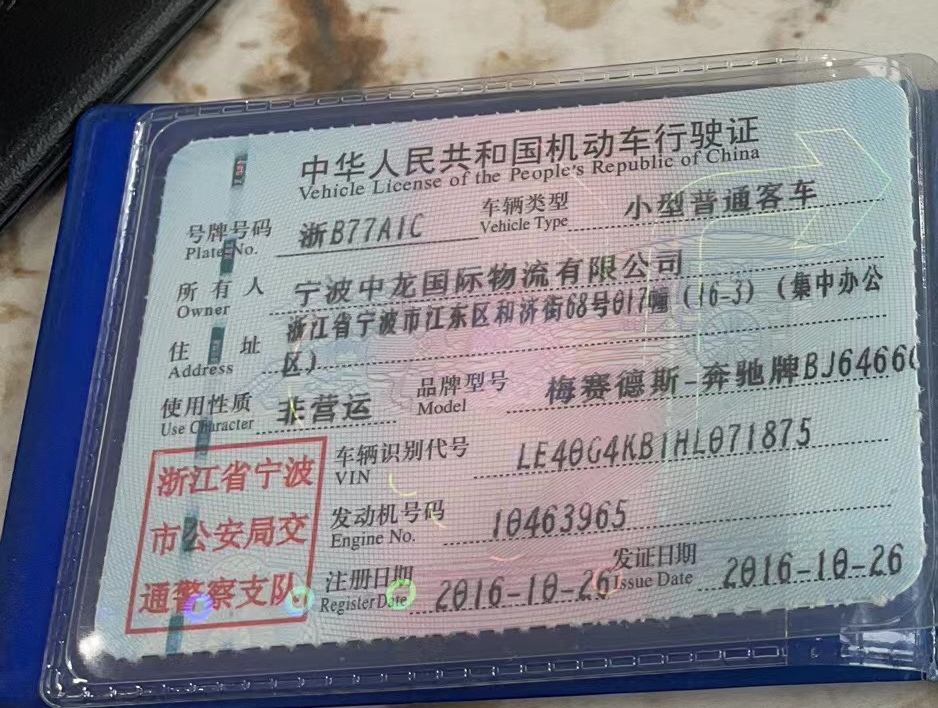 中华人民共和国机动车行驶证
Vehicle License of the People's Republic of China
号牌号码 浙B77A1C 车辆类型 小型普通客车
Plate No. Vehicle Type
所有人 宁波中龙国际物流有限公司
Owner
住址 浙江省宁波市江东区和济街68号017幢(16-3)(集中办公
Address 区)
使用性质 非营运 品牌型号 梅赛德斯-奔驰牌BJ6466
Use Character Model
车辆识别代号 LE40G4KB1HL071875
VIN
发动机号码 10463965
Engine No.
注册日期 2016-10-26 发证日期 2016-10-26
Register Date Issue Date
浙江省宁波
市公安局交
通警察支队